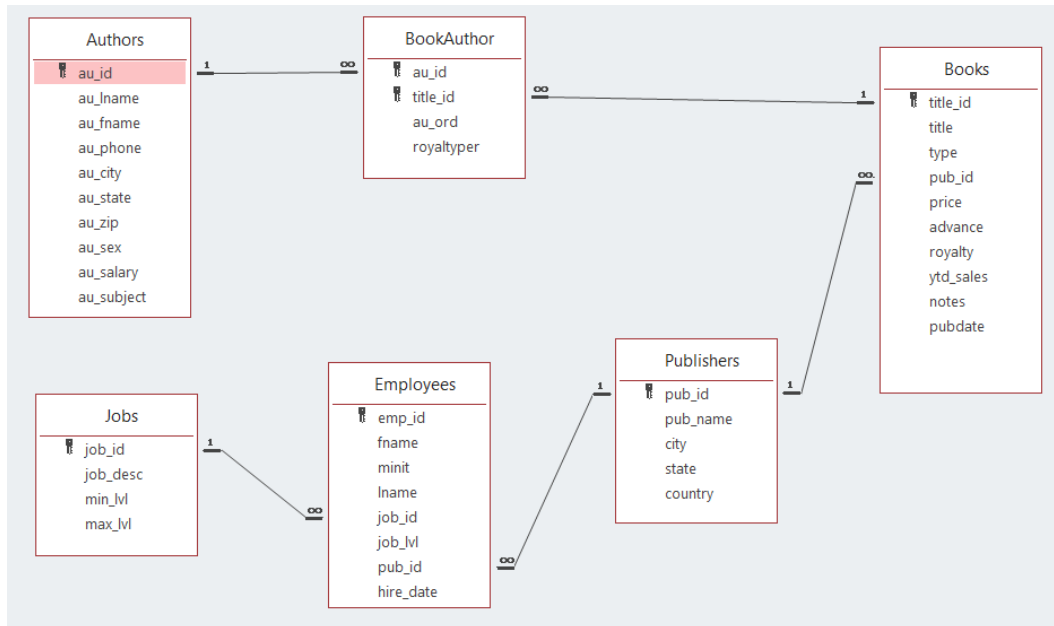 Authors
au_id
au_lname
au_fname
au_phone
au_city
au_state
au_zip
au_sex
au_salary
au_subject
1
∞
BookAuthor
au_id
title_id
au_ord
royaltyper
∞
1
Books
title_id
title
type
pub_id
price
advance
royalty
ytd_sales
notes
pubdate
∞
Jobs
job_id
job_desc
min_lvl
max_lvl
1
∞
Employees
emp_id
fname
minit
lname
job_id
job_lvl
pub_id
hire_date
∞
1
Publishers
pub_id
pub_name
city
state
country
1